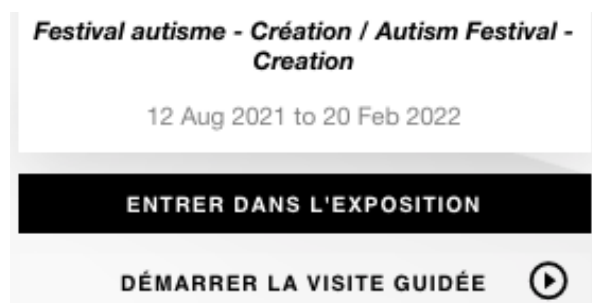 Festival autisme - Création / Autism Festival -
Creation
12 Aug 2021 to 20 Feb 2022
ENTRER DANS L'EXPOSITION
DÉMARRER LA VISITE GUIDÉE